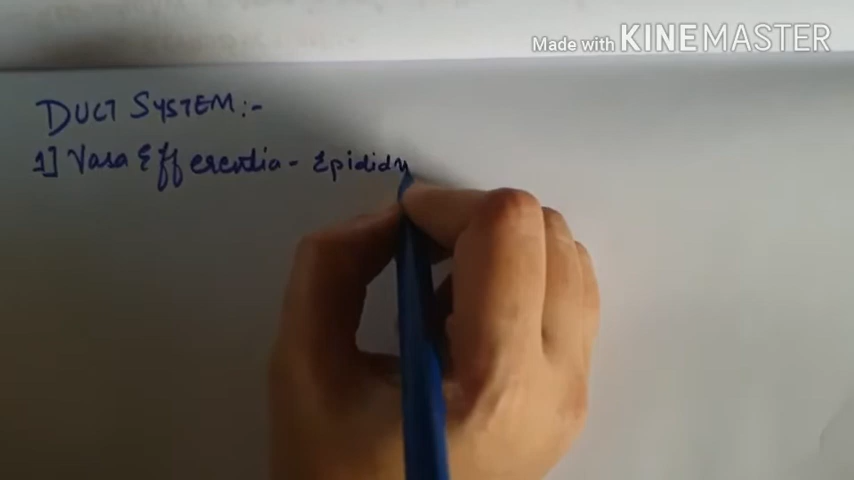 Made with KINEMASTER
DUCT SYSTEM:-
1] Vasa Efferentia - Epididy